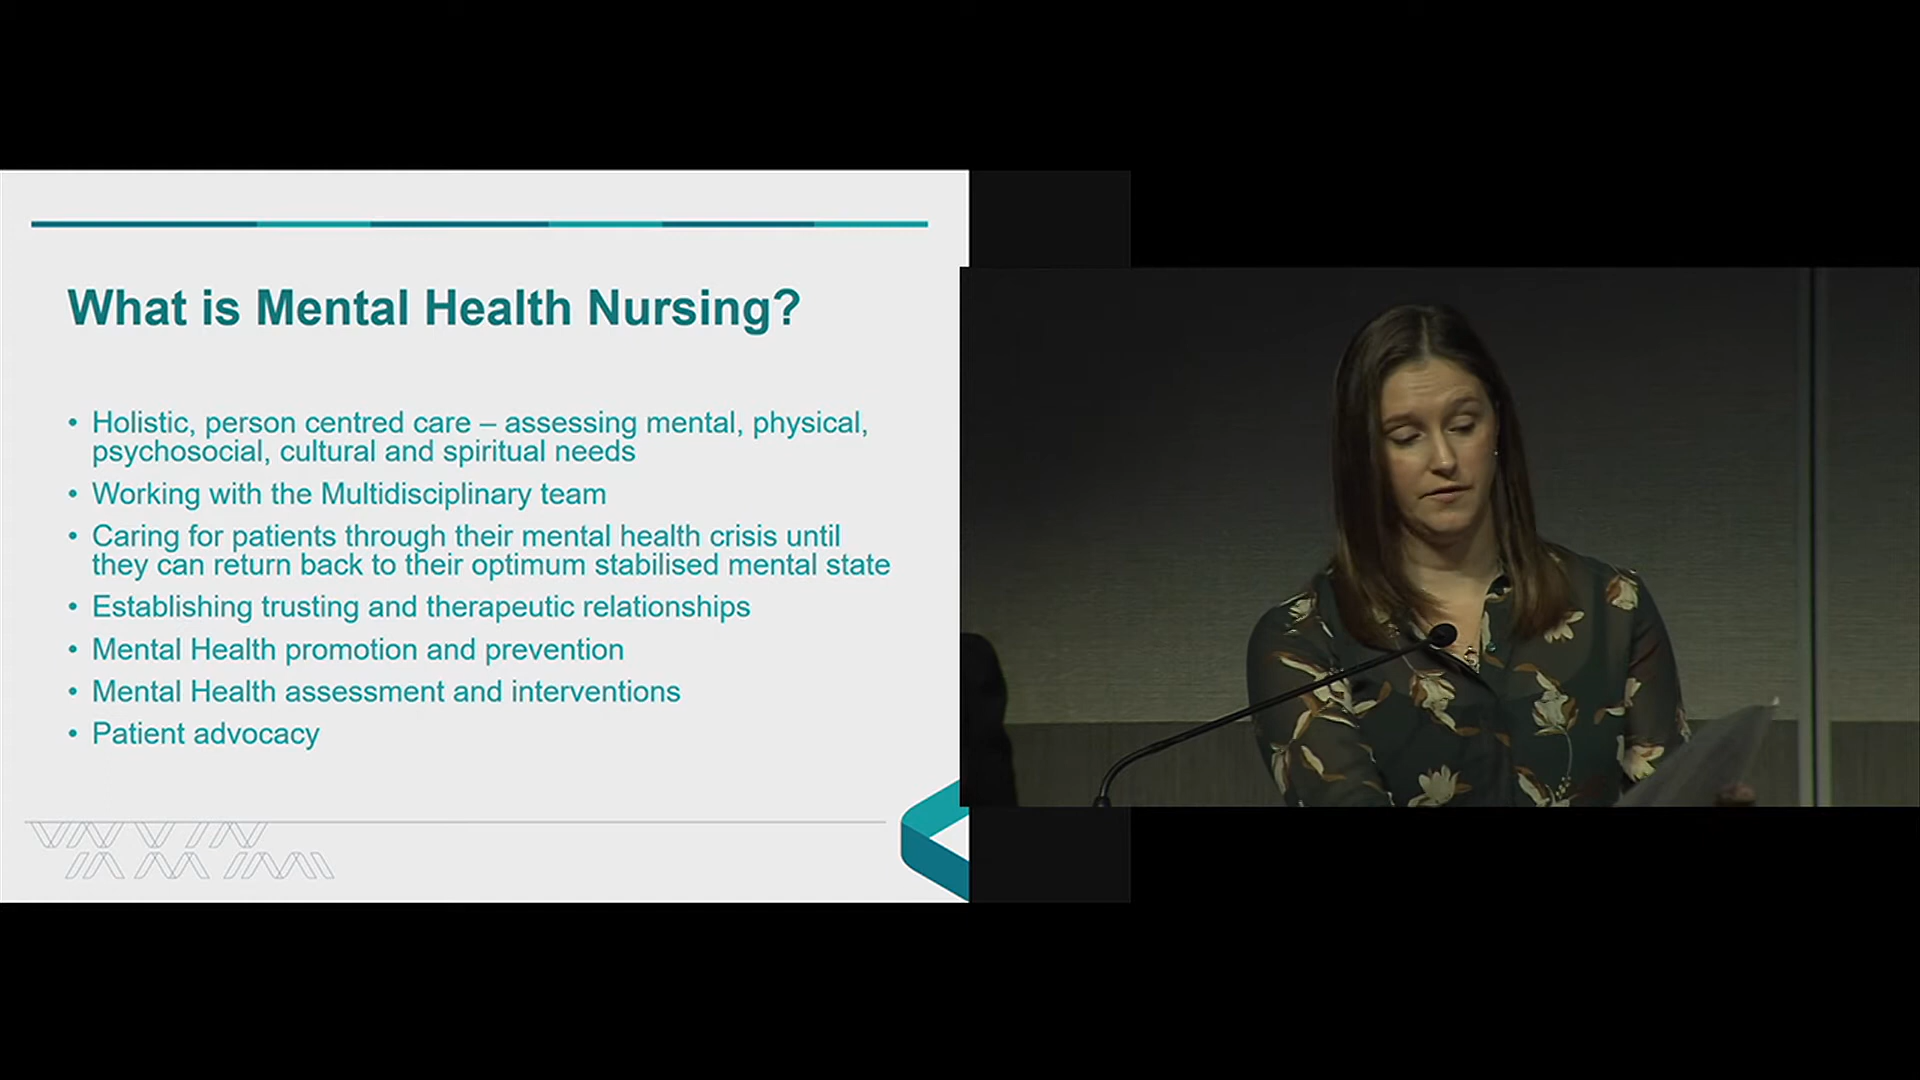 What is Mental Health Nursing?
• Holistic, person centred care – assessing mental, physical,
psychosocial, cultural and spiritual needs
• Working with the Multidisciplinary team
• Caring for patients through their mental health crisis until
they can return back to their optimum stabilised mental state
• Establishing trusting and therapeutic relationships
• Mental Health promotion and prevention
• Mental Health assessment and interventions
• Patient advocacy